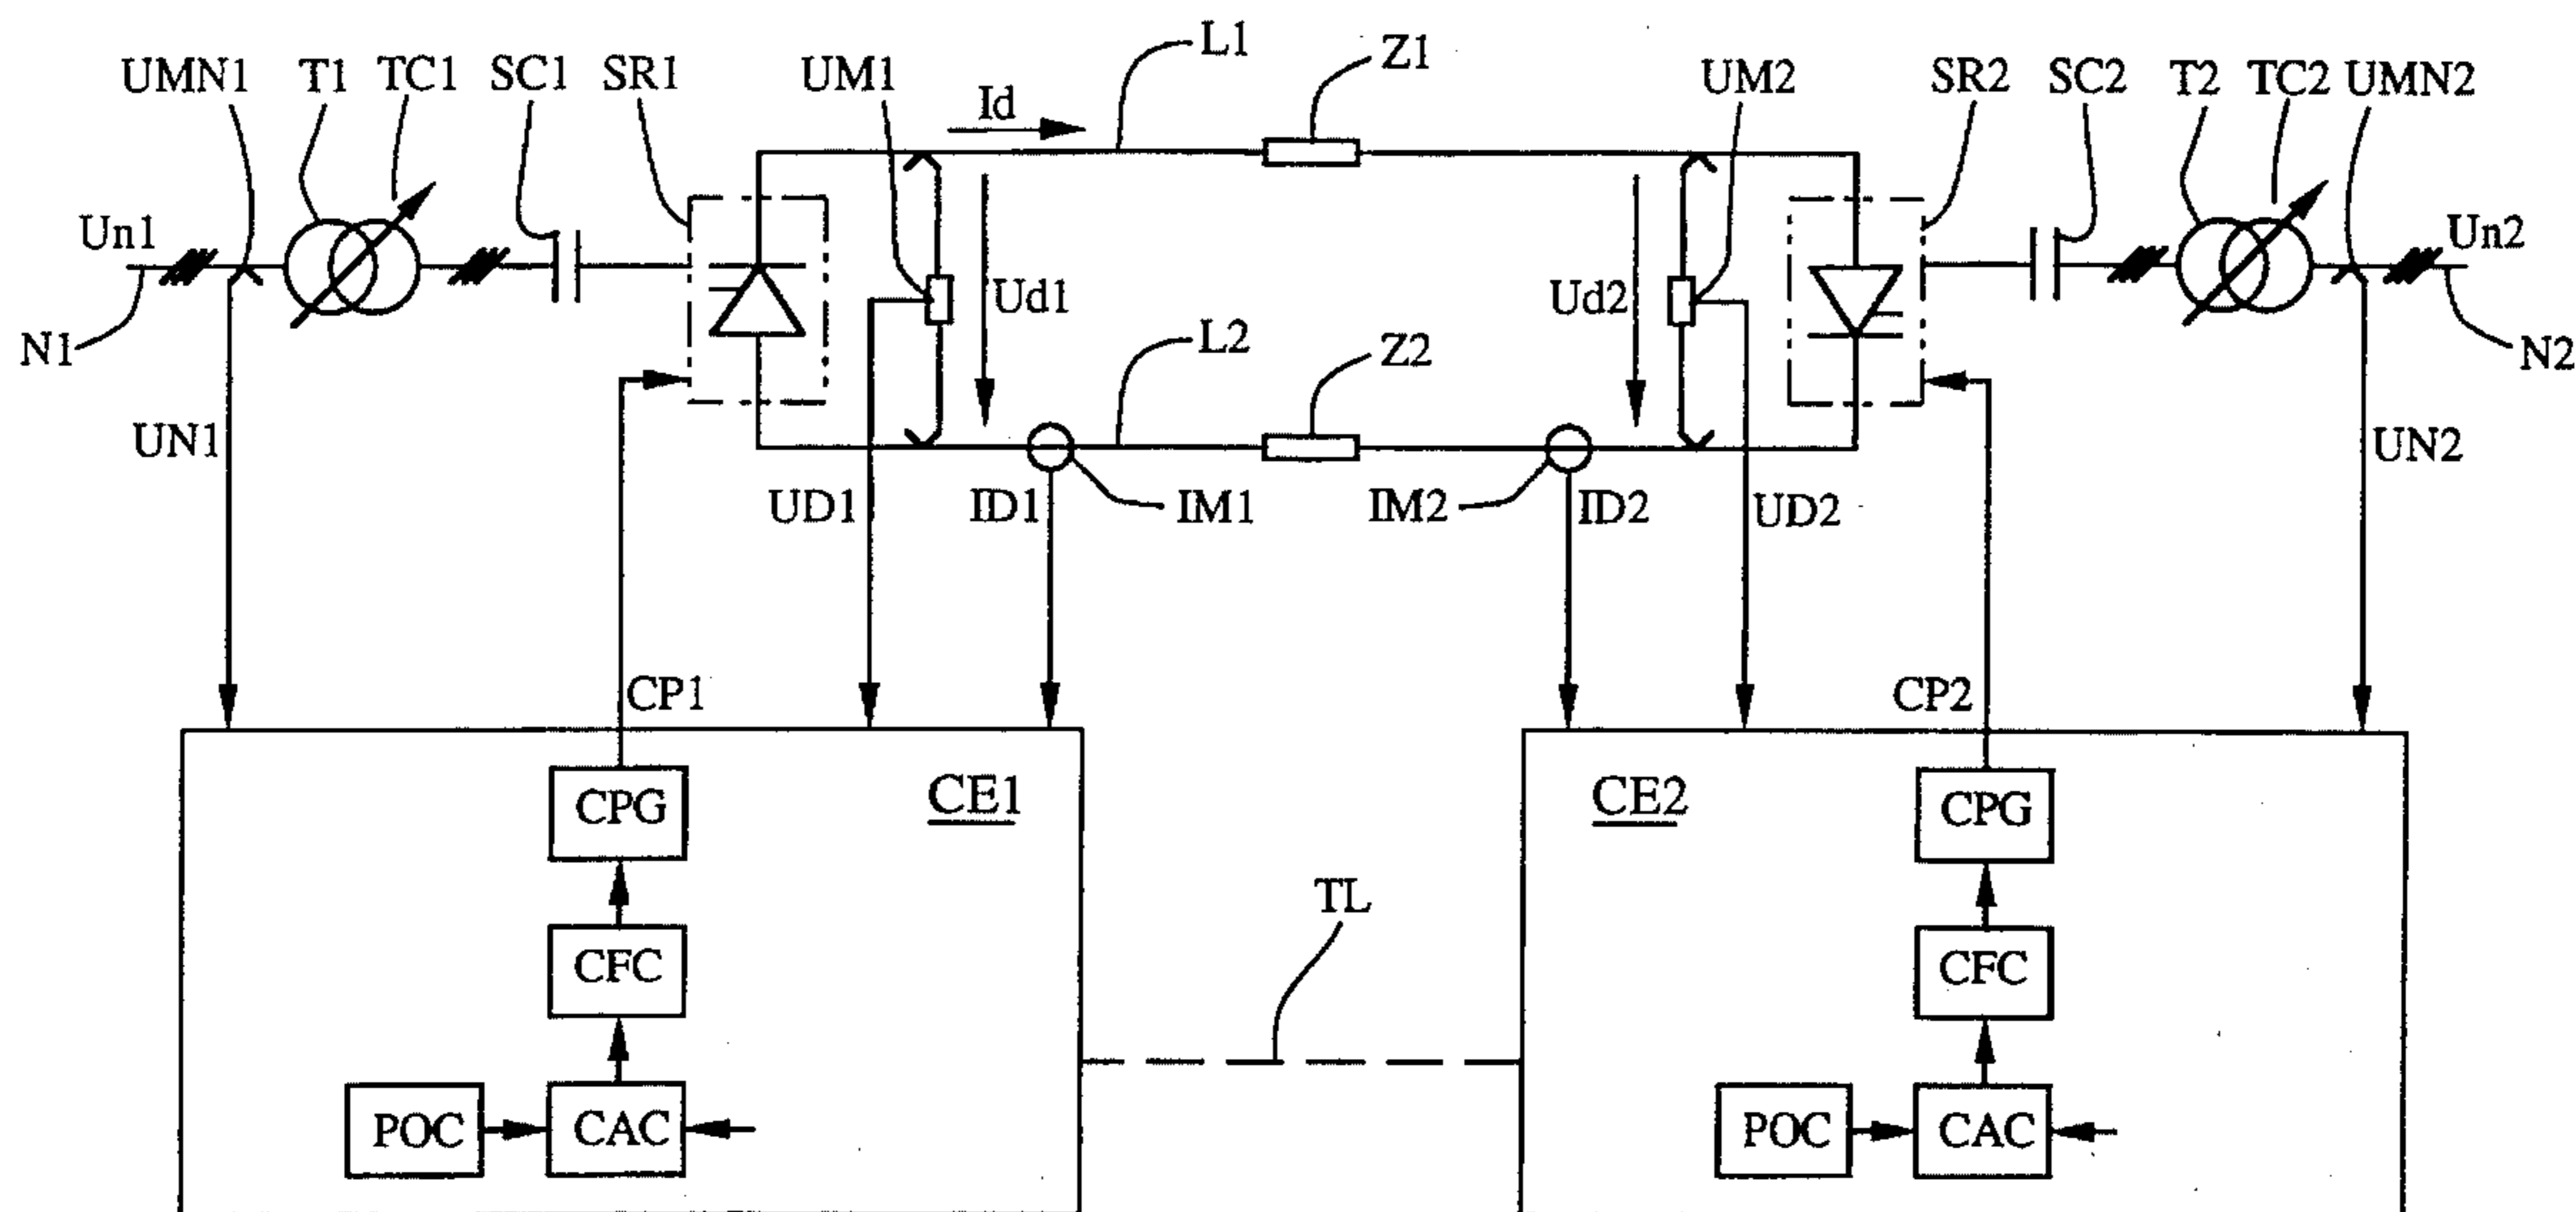 L1
Z1
UMN1 T1 TC1 SC1 SR1 UM1 Id UM2 SR2 SC2 T2 TC2 UMN2
Un1 Un2
Ud1 Ud2
N1 L2 Z2 N2
UN1 UN2
UD1 ID1 IM1 IM2 ID2 UD2
CP1 CP2
CPG CE1 CE2 CPG
TL
CFC CFC
POC CAC POC CAC